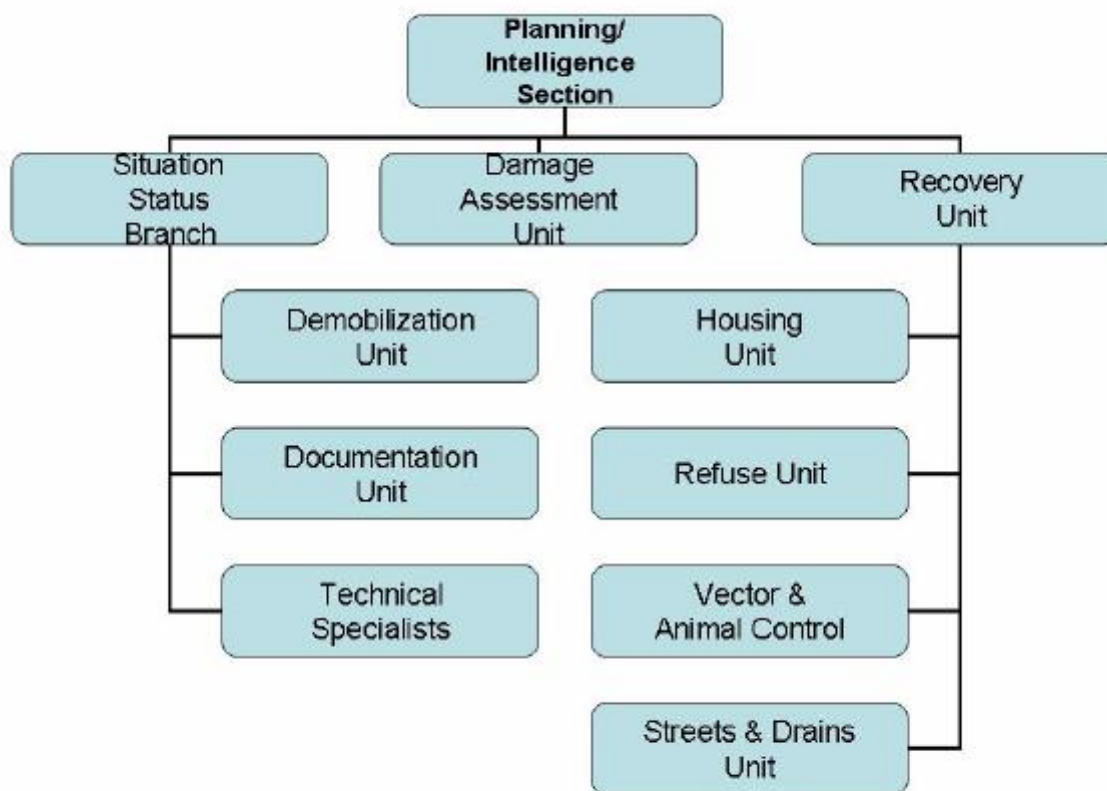 Planning/
Intelligence
Section
Situation
Status
Branch
Damage
Assessment
Unit
Recovery
Unit
Demobilization
Unit
Housing
Unit
Documentation
Unit
Refuse Unit
Technical
Specialists
Vector &
Animal Control
Streets & Drains
Unit